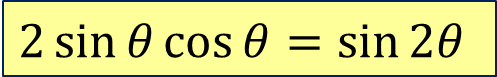 2 sin θ cos θ = sin 2θ